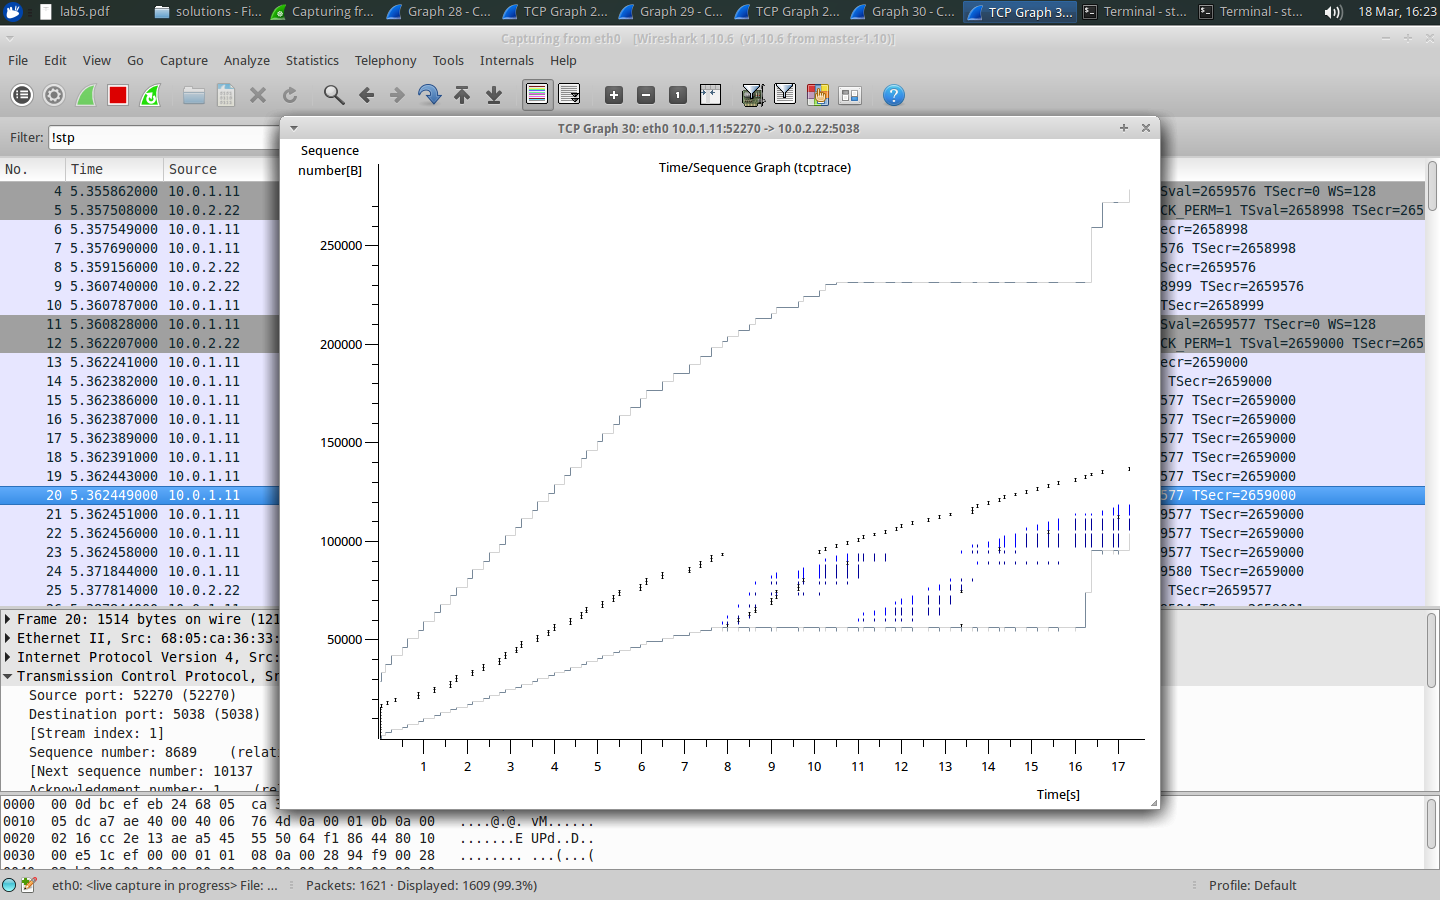 lab5.pdf
solutions - Fi...
Capturing fr...
Graph 28 - C...
TCP Graph 2...
Graph 29 - C...
TCP Graph 2...
Graph 30 - C...
TCP Graph 3...
Terminal - st...
Terminal - st...
18 Mar, 16:23
Capturing from eth0 [Wireshark 1.10.6 (v1.10.6 from master-1.10)]
File Edit View Go Capture Analyze Statistics Telephony Tools Internals Help
Filter: !stp
No. Time Source
4 5.355862000 10.0.1.11 Sval=2659576 TSecr=0 WS=128
5 5.357508000 10.0.2.22 CK_PERM=1 TSval=2658998 TSecr=265
6 5.357549000 10.0.1.11 ecr=2658998
7 5.357690000 10.0.1.11 576 TSecr=2658998
8 5.359156000 10.0.2.22 Secr=2659576
9 5.360740000 10.0.2.22 8999 TSecr=2659576
10 5.360787000 10.0.1.11 TSecr=2658999
11 5.360828000 10.0.1.11 Sval=2659577 TSecr=0 WS=128
12 5.362207000 10.0.2.22 CK_PERM=1 TSval=2659000 TSecr=265
13 5.362241000 10.0.1.11 ecr=2659000
14 5.362382000 10.0.1.11 TSecr=2659000
15 5.362386000 10.0.1.11 577 TSecr=2659000
16 5.362387000 10.0.1.11 577 TSecr=2659000
17 5.362389000 10.0.1.11 577 TSecr=2659000
18 5.362391000 10.0.1.11 577 TSecr=2659000
19 5.362443000 10.0.1.11 577 TSecr=2659000
20 5.362449000 10.0.1.11 577 TSecr=2659000
21 5.362451000 10.0.1.11 9577 TSecr=2659000
22 5.362456000 10.0.1.11 9577 TSecr=2659000
23 5.362458000 10.0.1.11 9577 TSecr=2659000
24 5.371844000 10.0.1.11 9580 TSecr=2659000
25 5.377814000 10.0.2.22 TSecr=2659577
TCP Graph 30: eth0 10.0.1.11:52270 -> 10.0.2.22:5038
Sequence
number[B]
Time/Sequence Graph (tcptrace)
250000
200000
150000
100000
50000
1 2 3 4 5 6 7 8 9 10 11 12 13 14 15 16 17
Time[s]
Frame 20: 1514 bytes on wire (121
Ethernet II, Src: 68:05:ca:36:33:
Internet Protocol Version 4, Src:
Transmission Control Protocol, Sr
Source port: 52270 (52270)
Destination port: 5038 (5038)
[Stream index: 1]
Sequence number: 8689 (relati
[Next sequence number: 10137
Acknowledgment number: 1 (re
0000 00 0d bc ef eb 24 68 05 ca 3
0010 05 dc a7 ae 40 00 40 06 76 4d 0a 00 01 0b 0a 00 ....@.@. vM......
0020 02 16 cc 2e 13 ae a5 45 55 50 64 f1 86 44 80 10 .......E UPd..D..
0030 00 e5 1c ef 00 00 01 01 08 0a 00 28 94 f9 00 28 ........ ...(...(
eth0: <live capture in progress> File: ...
Packets: 1621 · Displayed: 1609 (99.3%)
Profile: Default